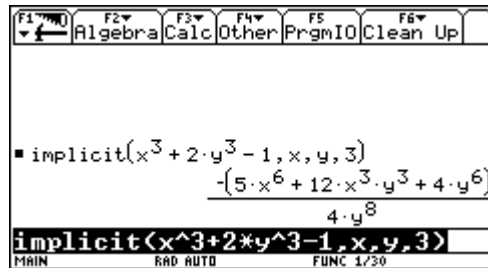 F1 F2 F3 F4 F5 F6
Algebra Calc Other PrgmIO Clean Up
▪ implicit(x³ + 2·y³ − 1, x, y, 3)
-(5·x⁶ + 12·x³·y³ + 4·y⁶)
4·y⁸
implicit(x^3+2*y^3-1,x,y,3)
MAIN RAD AUTO FUNC 1/30